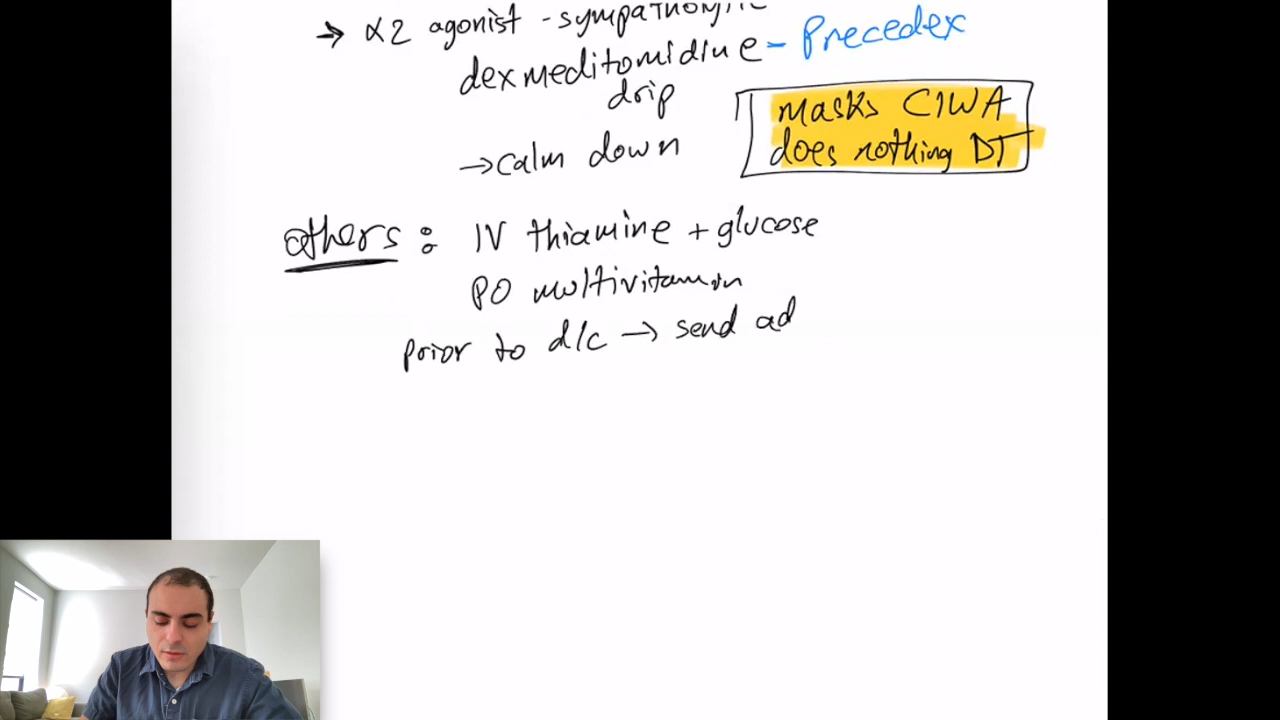 → α2 agonist - sympatholytic
dexmeditomidine - Precedex
drip
→ calm down
masks CIWA
does nothing DT
others : IV thiamine + glucose
PO multivitamin
prior to d/c → send ad